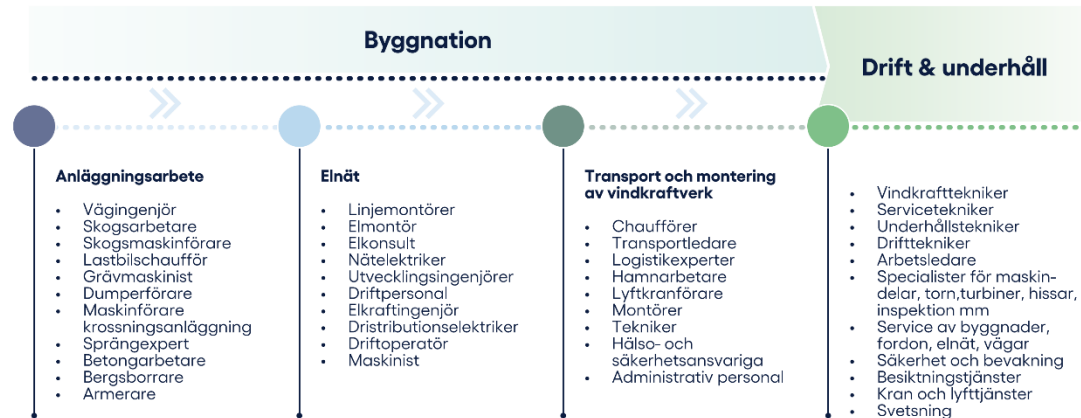 Byggnation
Drift & underhåll
Anläggningsarbete
• Vägingenjör
• Skogsarbetare
• Skogsmaskinförare
• Lastbilschaufför
• Grävmaskinist
• Dumperförare
• Maskinförare
krossningsanläggning
• Sprängexpert
• Betongarbetare
• Bergsborrare
• Armerare
Elnät
• Linjemontörer
• Elmontör
• Elkonsult
• Nätelektriker
• Utvecklingsingenjörer
• Driftpersonal
• Elkraftingenjör
• Dristributionselektriker
• Driftoperatör
• Maskinist
Transport och montering
av vindkraftverk
• Chaufförer
• Transportledare
• Logistikexperter
• Hamnarbetare
• Lyftkranförare
• Montörer
• Tekniker
• Hälso- och
säkerhetsansvariga
• Administrativ personal
• Vindkrafttekniker
• Servicetekniker
• Underhållstekniker
• Drifttekniker
• Arbetsledare
• Specialister för maskin-
delar, torn,turbiner, hissar,
inspektion mm
• Service av byggnader,
fordon, elnät, vägar
• Säkerhet och bevakning
• Besiktningstjänster
• Kran och lyfttjänster
• Svetsning